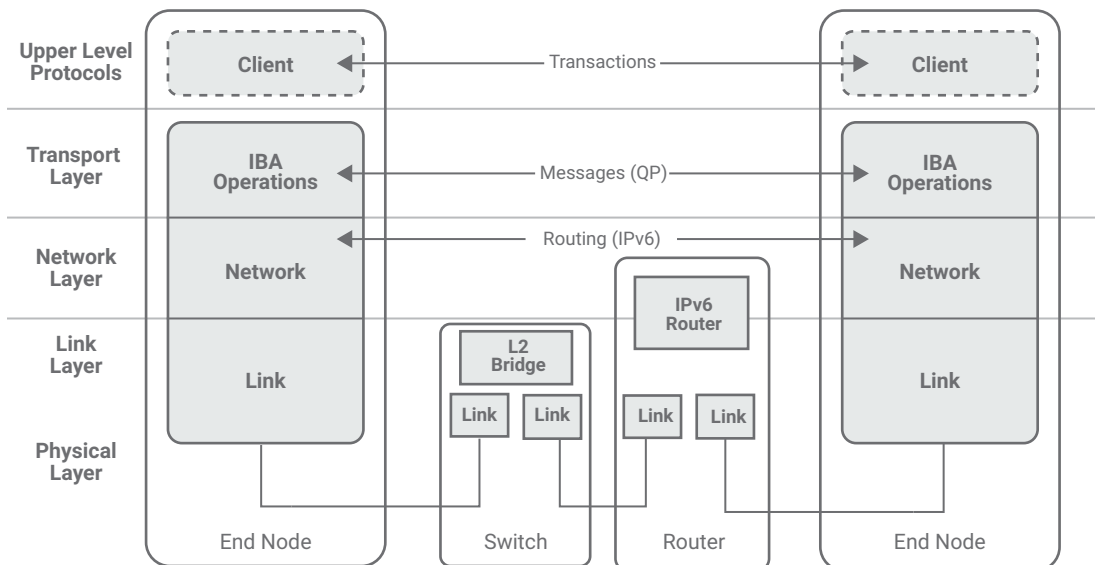 Upper Level
Protocols
Client
Transactions
Client
Transport
Layer
IBA
Operations
Messages (QP)
IBA
Operations
Network
Layer
Network
Routing (IPv6)
Network
IPv6
Router
Link
Layer
Link
L2
Bridge
Link
Link
Link
Link
Link
Physical
Layer
End Node
Switch
Router
End Node